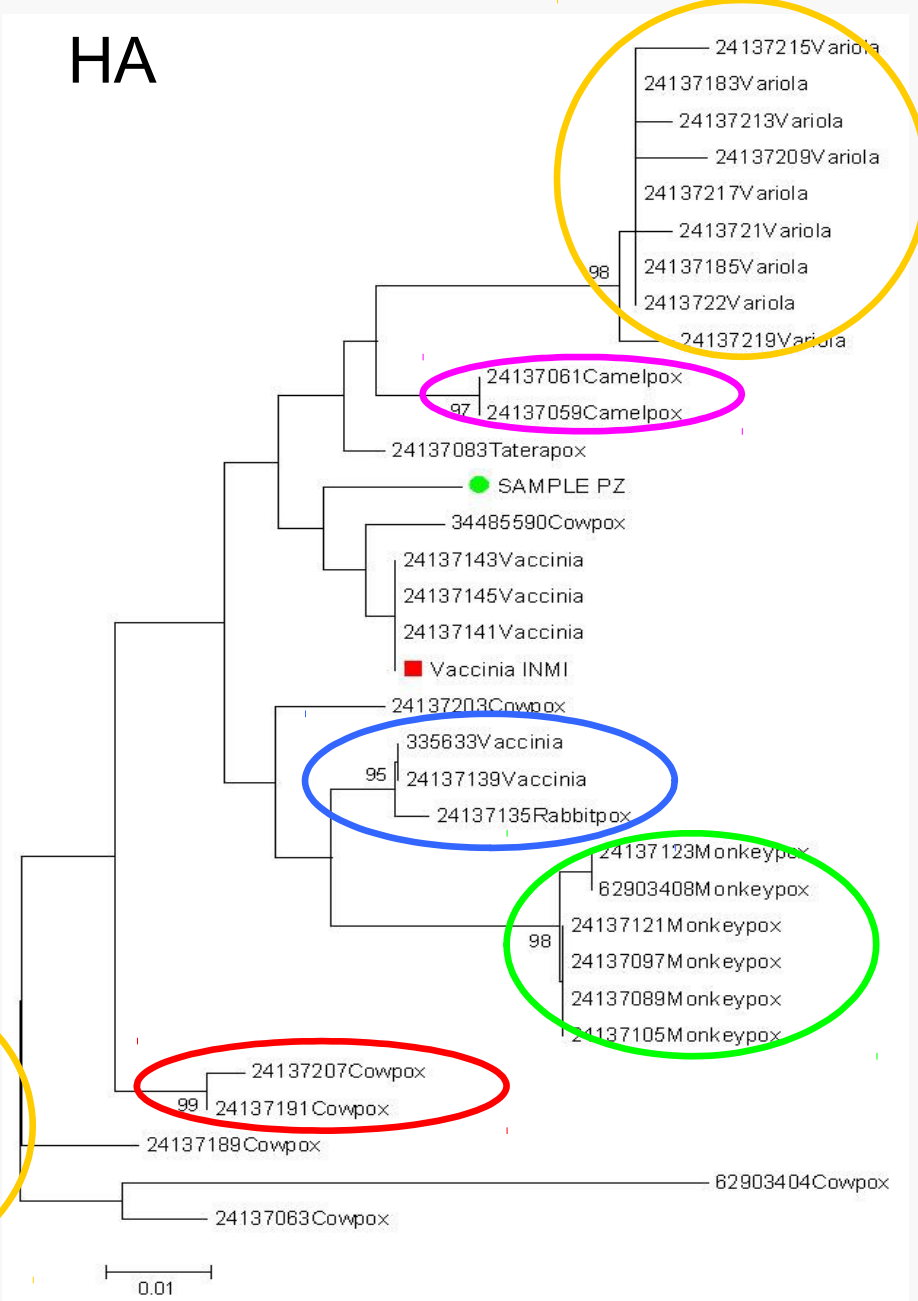 HA
24137215Variola
24137183Variola
24137213Variola
24137209Variola
24137217Variola
2413721Variola
98
24137185Variola
2413722Variola
24137219Variola
24137061Camelpox
97
24137059Camelpox
24137083Taterapox
SAMPLE PZ
34485590Cowpox
24137143Vaccinia
24137145Vaccinia
24137141Vaccinia
Vaccinia INMI
24137203Cowpox
335633Vaccinia
95
24137139Vaccinia
24137135Rabbitpox
24137123Monkeypox
62903408Monkeypox
24137121Monkeypox
98
24137097Monkeypox
24137089Monkeypox
24137105Monkeypox
24137207Cowpox
99
24137191Cowpox
24137189Cowpox
62903404Cowpox
24137063Cowpox
0.01